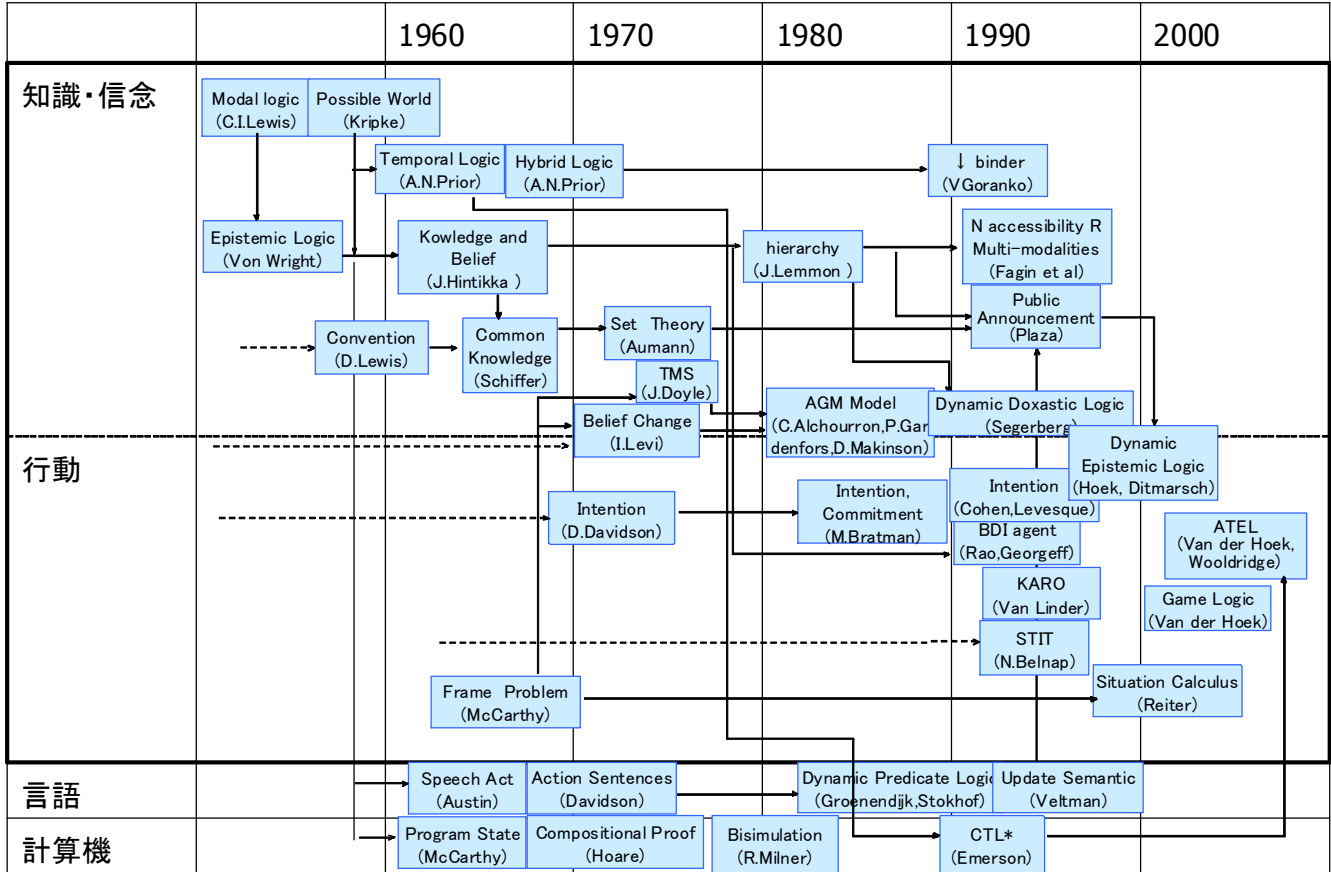 1960
1970
1980
1990
2000
知識・信念
Modal logic
(C.I.Lewis)
Possible World
(Kripke)
Temporal Logic
(A.N.Prior)
Hybrid Logic
(A.N.Prior)
↓ binder
(V.Goranko)
Epistemic Logic
(Von Wright)
Kowledge and
Belief
(J.Hintikka )
hierarchy
(J.Lemmon )
N accessibility R
Multi-modalities
(Fagin et al)
Convention
(D.Lewis)
Common
Knowledge
(Schiffer)
Set Theory
(Aumann)
Public
Announcement
(Plaza)
TMS
(J.Doyle)
Belief Change
(I.Levi)
AGM Model
(C.Alchourron,P.Gar
denfors,D.Makinson)
Dynamic Doxastic Logic
(Segerberg)
行動
Dynamic
Epistemic Logic
(Hoek, Ditmarsch)
Intention
(D.Davidson)
Intention,
Commitment
(M.Bratman)
Intention
(Cohen,Levesque)
BDI agent
(Rao,Georgeff)
ATEL
(Van der Hoek,
Wooldridge)
KARO
(Van Linder)
Game Logic
(Van der Hoek)
STIT
(N.Belnap)
Frame Problem
(McCarthy)
Situation Calculus
(Reiter)
言語
Speech Act
(Austin)
Action Sentences
(Davidson)
Dynamic Predicate Logic
(Groenendijk,Stokhof)
Update Semantic
(Veltman)
計算機
Program State
(McCarthy)
Compositional Proof
(Hoare)
Bisimulation
(R.Milner)
CTL*
(Emerson)